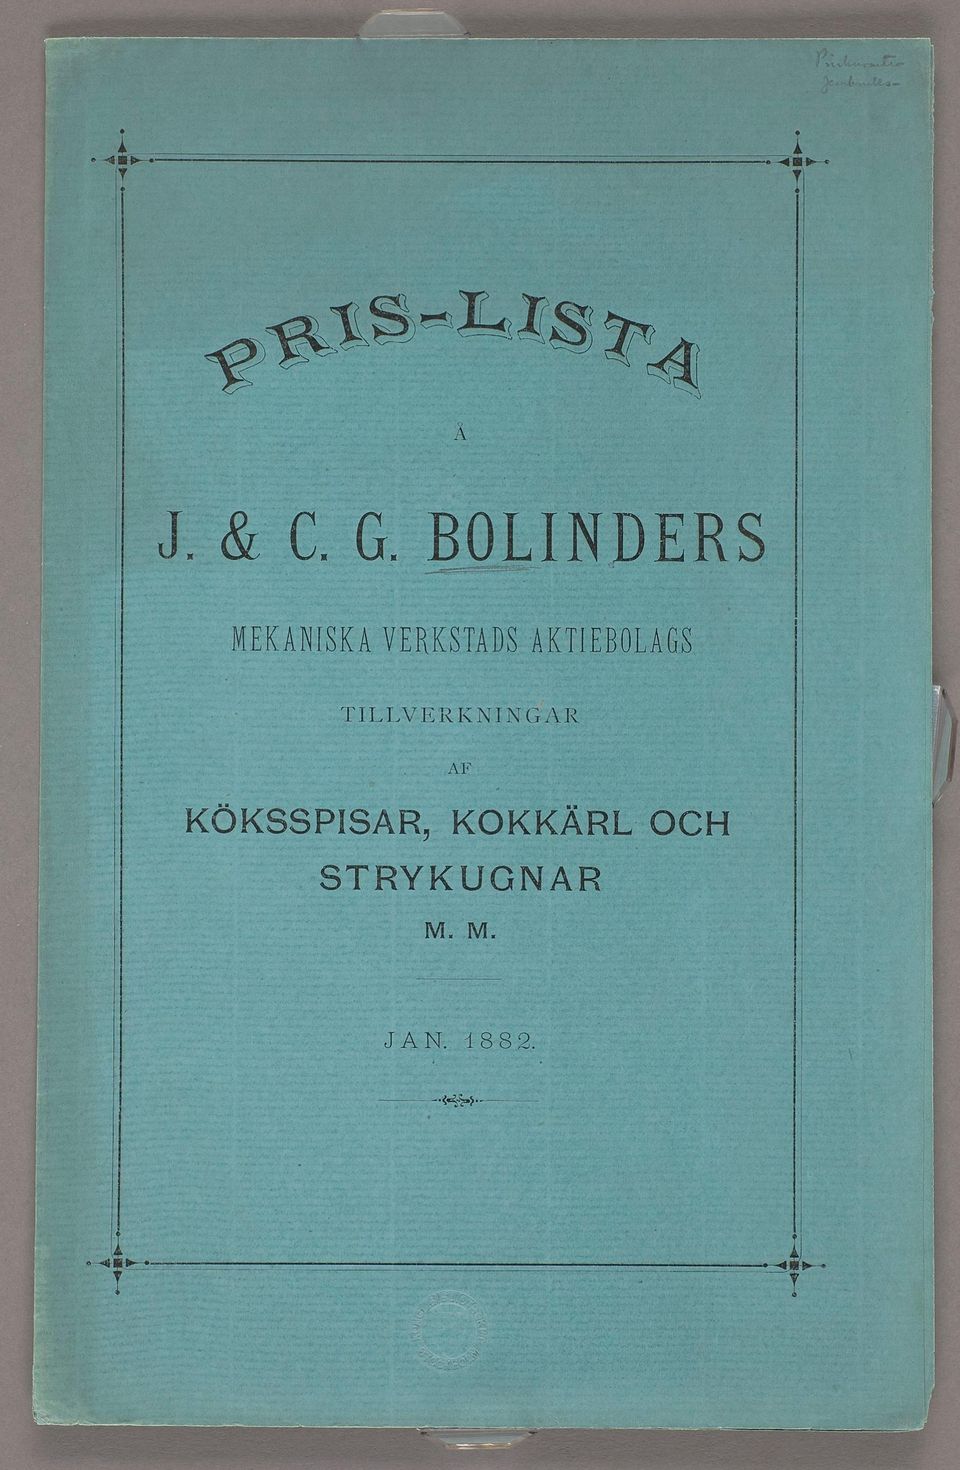 PRIS-LISTA
Å
J. & C. G. BOLINDERS
MEKANISKA VERKSTADS AKTIEBOLAGS
TILLVERKNINGAR
AF
KÖKSSPISAR, KOKKÄRL OCH
STRYKUGNAR
M. M.
JAN. 1882.